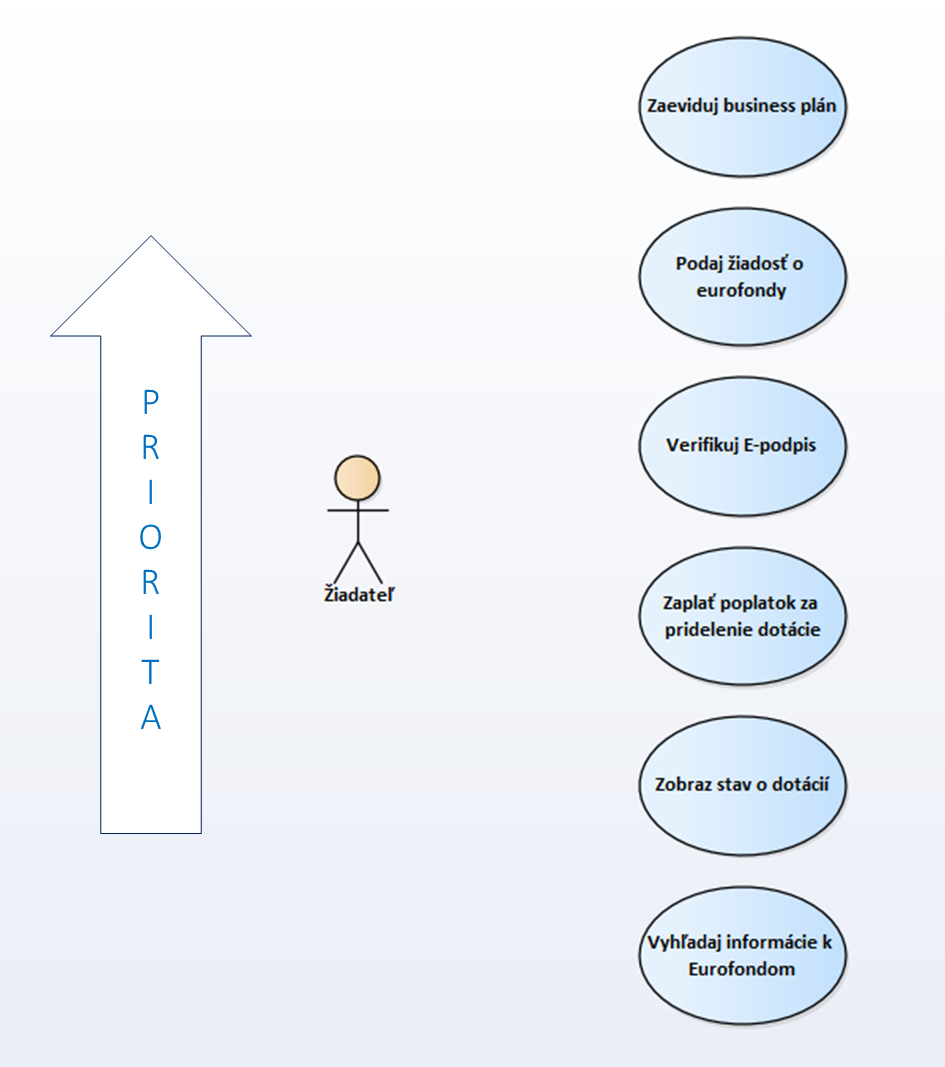 Zaeviduj business plán
Podaj žiadosť o
eurofondy
P
R
I
O
R
I
T
A
Verifikuj E-podpis
Žiadateľ
Zaplať poplatok za
pridelenie dotácie
Zobraz stav o dotácií
Vyhľadaj informácie k
Eurofondom